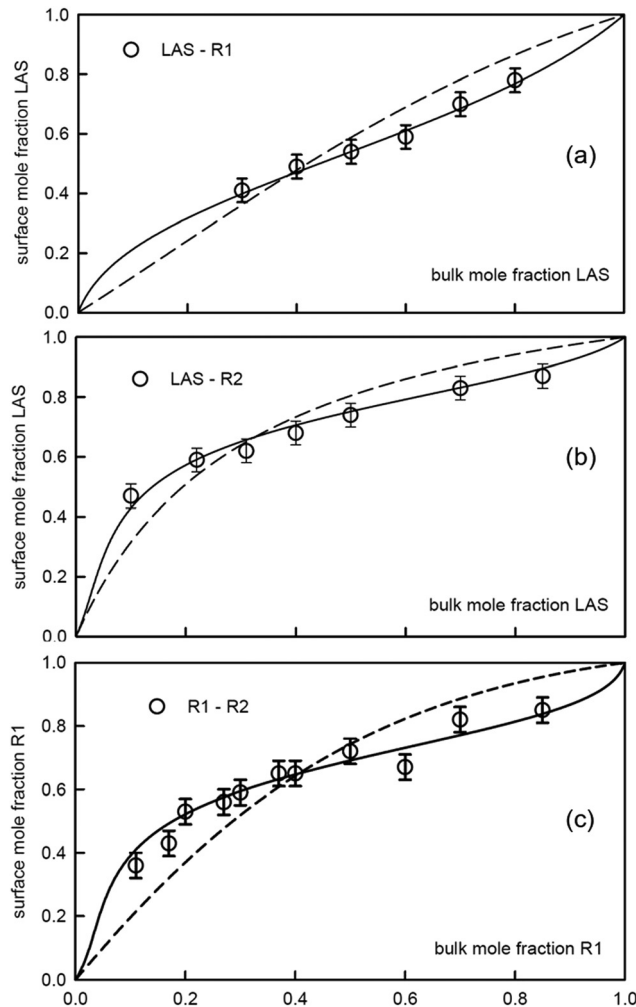 1.0
LAS - R1
0.8
0.6
(a)
0.4
0.2
bulk mole fraction LAS
0.0
surface mole fraction LAS
1.0
LAS - R2
0.8
0.6
(b)
0.4
0.2
bulk mole fraction LAS
0.0
surface mole fraction LAS
1.0
R1 - R2
0.8
0.6
(c)
0.4
0.2
bulk mole fraction R1
0.0
surface mole fraction R1
0.0 0.2 0.4 0.6 0.8 1.0